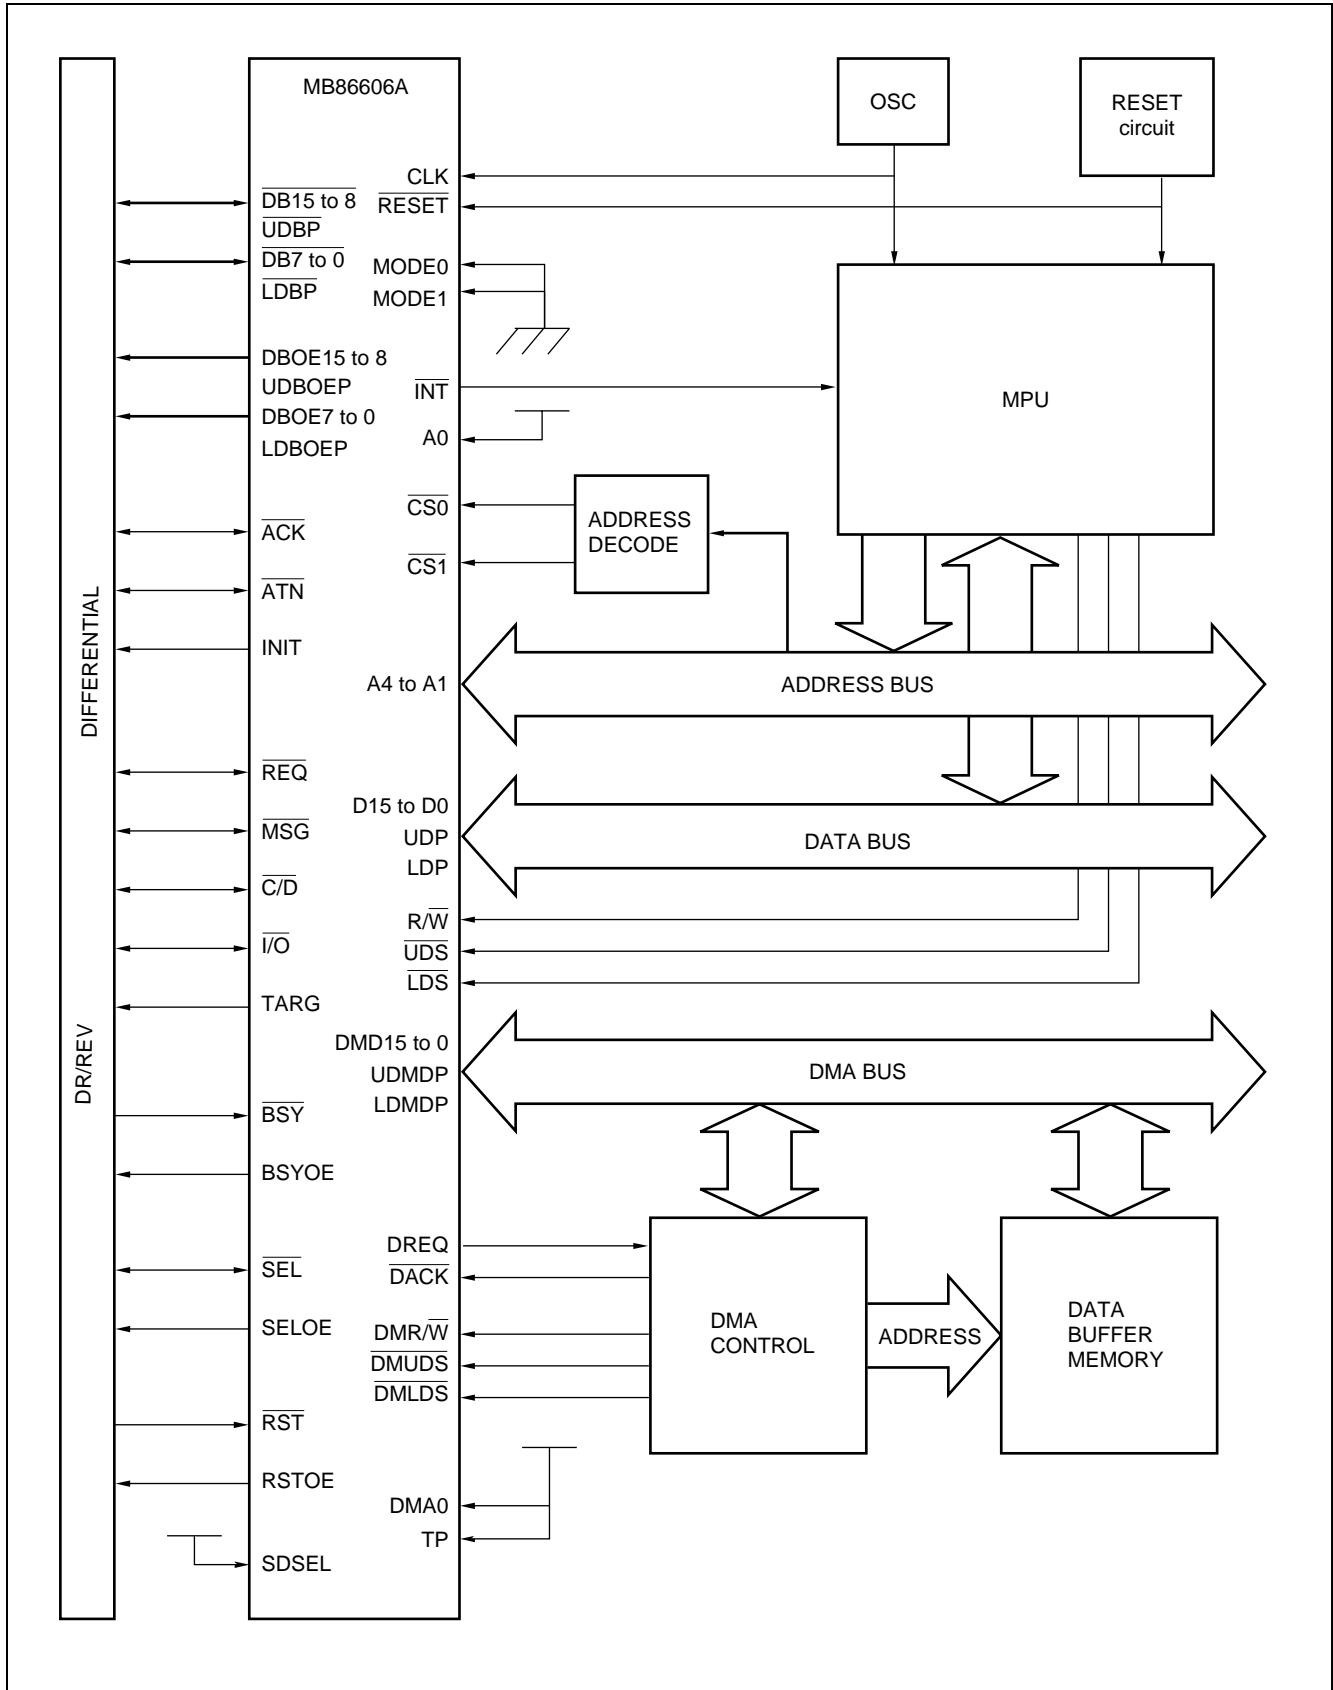 MB86606A
OSC
RESET
circuit
CLK
RESET
DB15 to 8
UDBP
DB7 to 0
LDBP
MODE0
MODE1
DBOE15 to 8
UDBOEP
DBOE7 to 0
LDBOEP
INT
A0
MPU
CS0
CS1
ADDRESS
DECODE
ACK
ATN
INIT
A4 to A1
ADDRESS BUS
DIFFERENTIAL
REQ
MSG
C/D
I/O
TARG
D15 to D0
UDP
LDP
DATA BUS
R/W
UDS
LDS
DR/REV
DMD15 to 0
UDMDP
LDMDP
DMA BUS
BSY
BSYOE
SEL
SELOE
RST
RSTOE
SDSEL
DREQ
DACK
DMR/W
DMUDS
DMLDS
DMA0
TP
DMA
CONTROL
ADDRESS
DATA
BUFFER
MEMORY